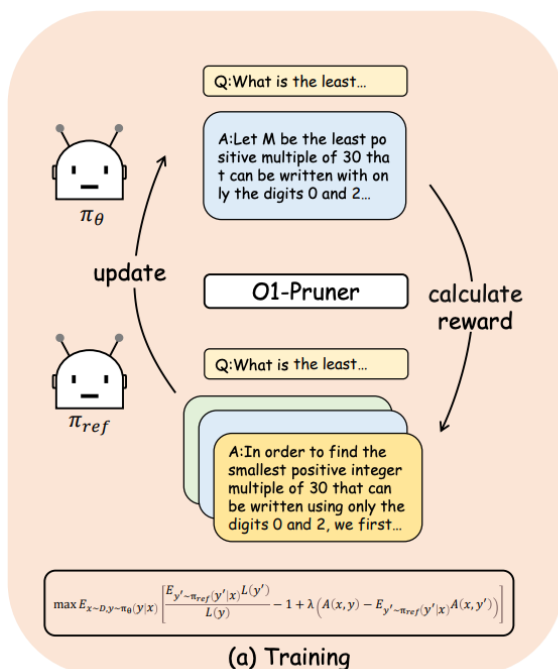 Q:What is the least…
A:Let M be the least po
sitive multiple of 30 tha
t can be written with on
ly the digits 0 and 2…
π_θ
update
O1-Pruner
calculate
reward
Q:What is the least…
π_ref
A:In order to find the
smallest positive integer
multiple of 30 that can
be written using only the
digits 0 and 2, we first…
max E_{x~D,y~π_θ(y|x)} [ E_{y'~π_ref(y'|x)}L(y') / L(y) − 1 + λ (A(x,y) − E_{y'~π_ref(y'|x)}A(x,y')) ]
(a) Training